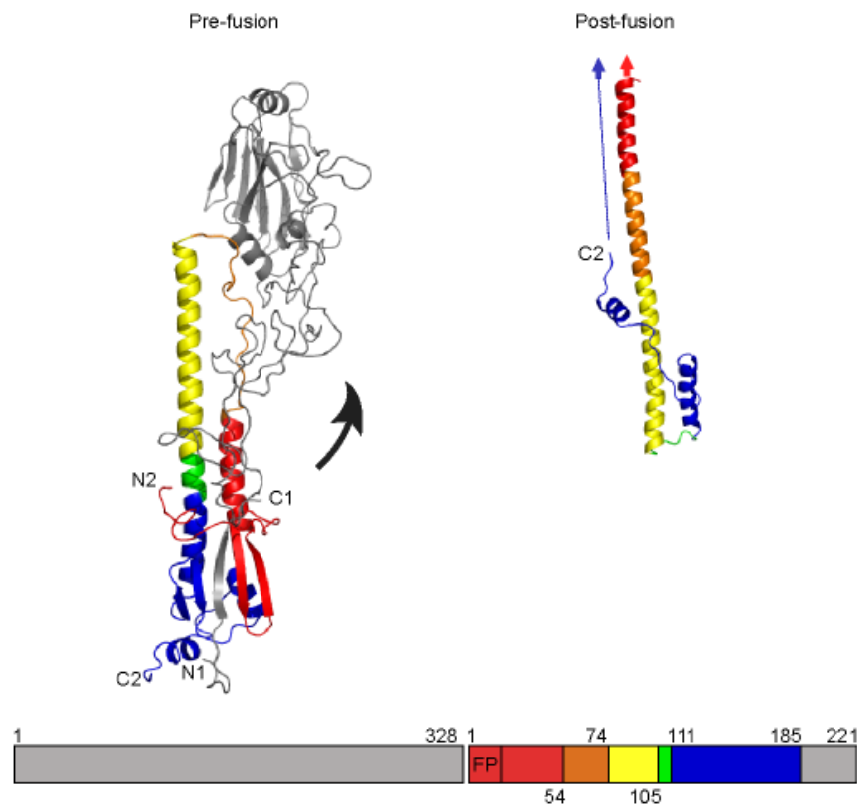 Pre-fusion
Post-fusion
C2
N2
C1
N1
C2
1
328
1
74
111
185
221
FP
54
105